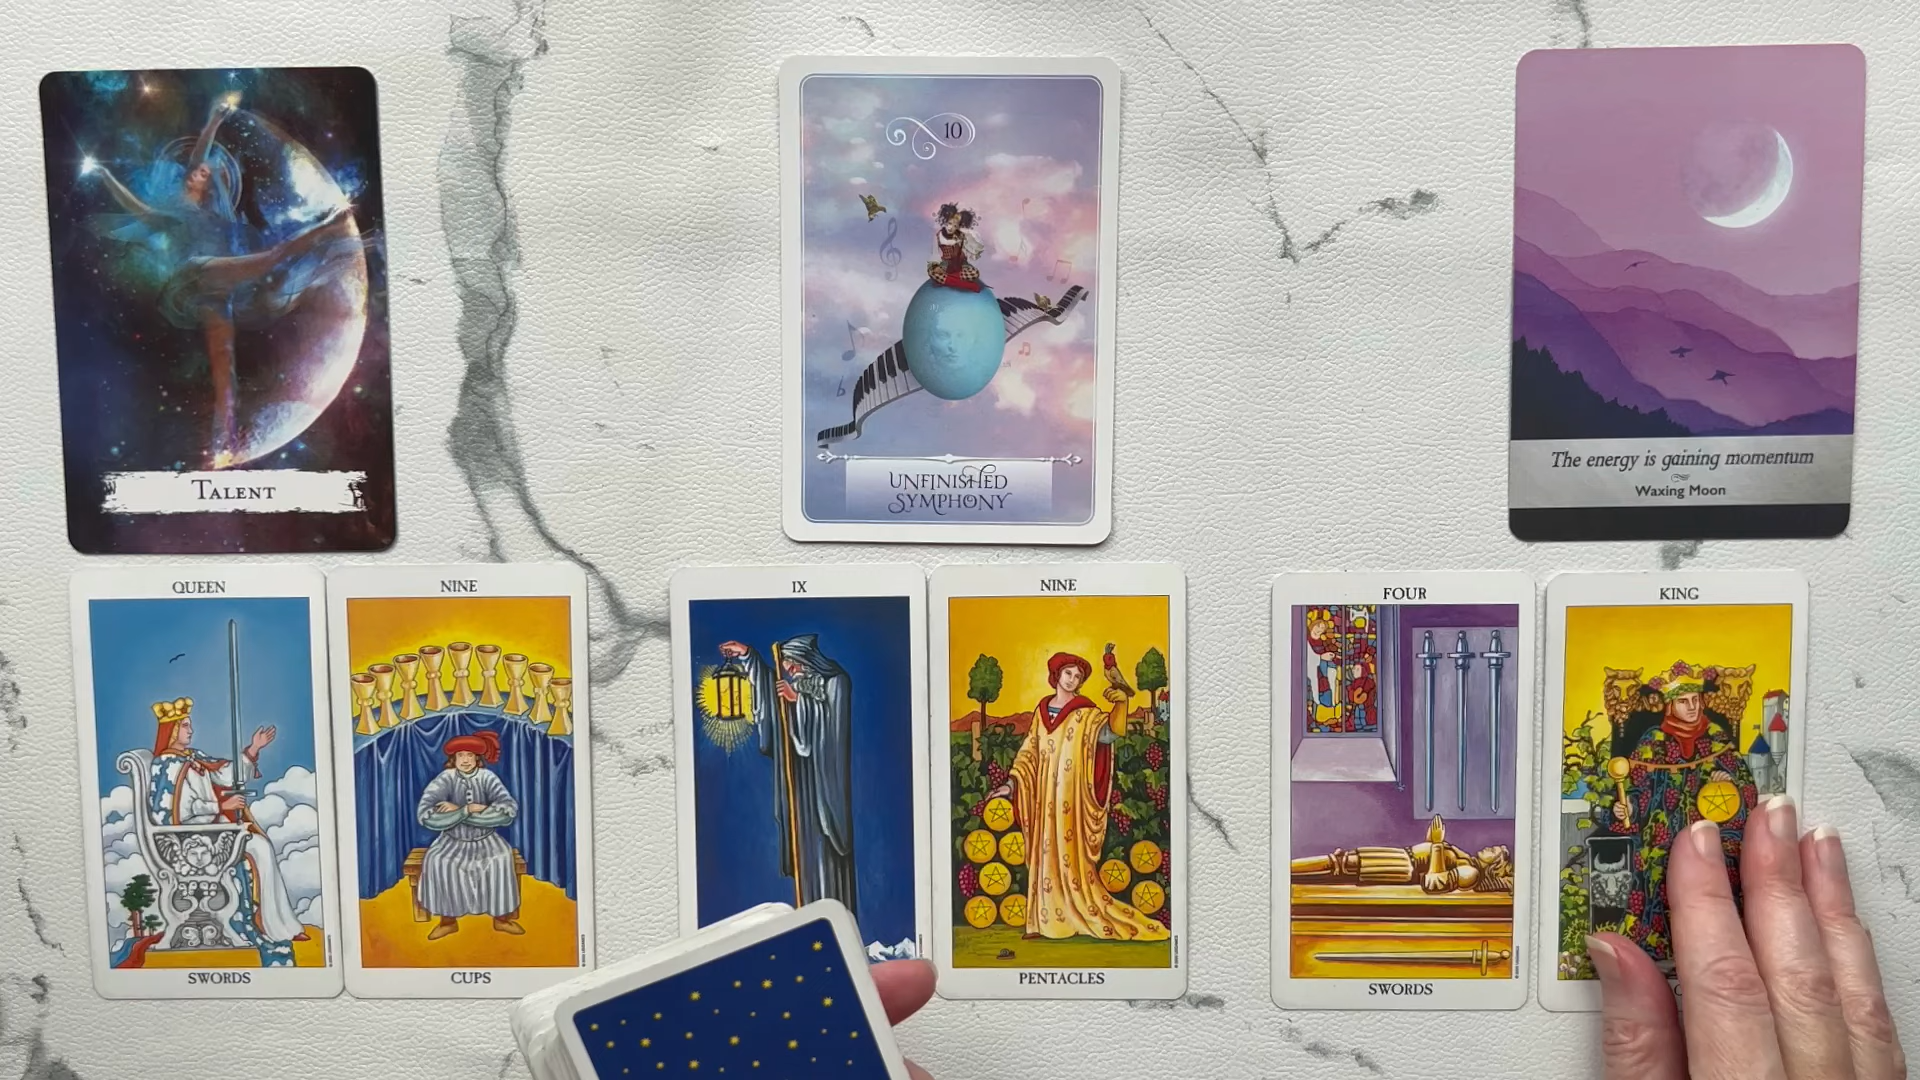 TALENT
10
UNFINISHED
SYMPHONY
The energy is gaining momentum
Waxing Moon
QUEEN
SWORDS
NINE
CUPS
IX
NINE
PENTACLES
FOUR
SWORDS
KING